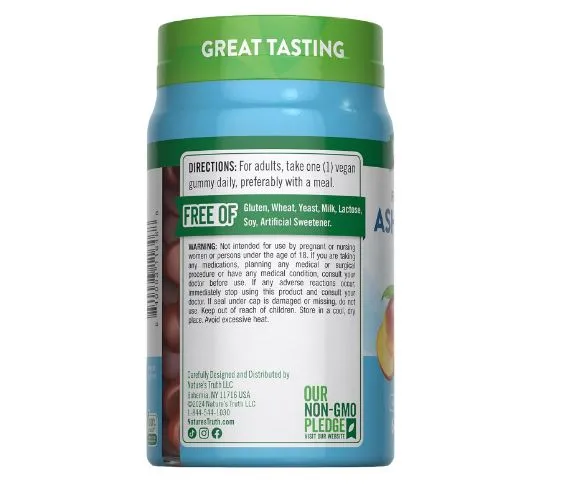 GREAT TASTING
DIRECTIONS: For adults, take one (1) vegan
gummy daily, preferably with a meal.
FREE OF
Gluten, Wheat, Yeast, Milk, Lactose,
Soy, Artificial Sweetener.
WARNING: Not intended for use by pregnant or nursing
women or persons under the age of 18. If you are taking
any medications, planning any medical or surgical
procedure or have any medical condition, consult your
doctor before use. If any adverse reactions occur,
immediately stop using this product and consult your
doctor. If seal under cap is damaged or missing, do not
use. Keep out of reach of children. Store in a cool, dry
place. Avoid excessive heat.
Carefully Designed and Distributed by
Nature's Truth LLC
Bohemia, NY 11716 USA
©2024 Nature's Truth LLC
1-844-544-1030
NaturesTruth.com
OUR
NON-GMO
PLEDGE
VISIT OUR WEBSITE